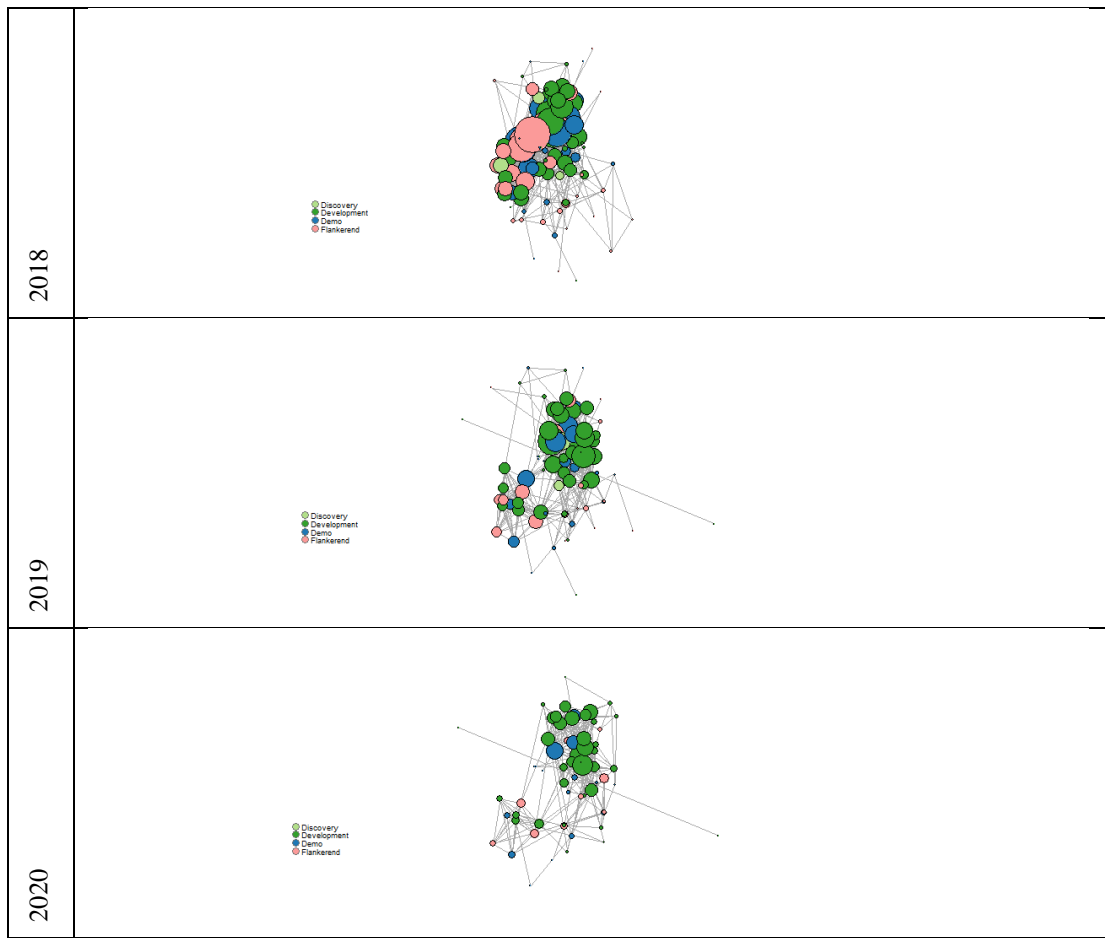 2018
Discovery
Development
Demo
Flankerend
2019
Discovery
Development
Demo
Flankerend
2020
Discovery
Development
Demo
Flankerend